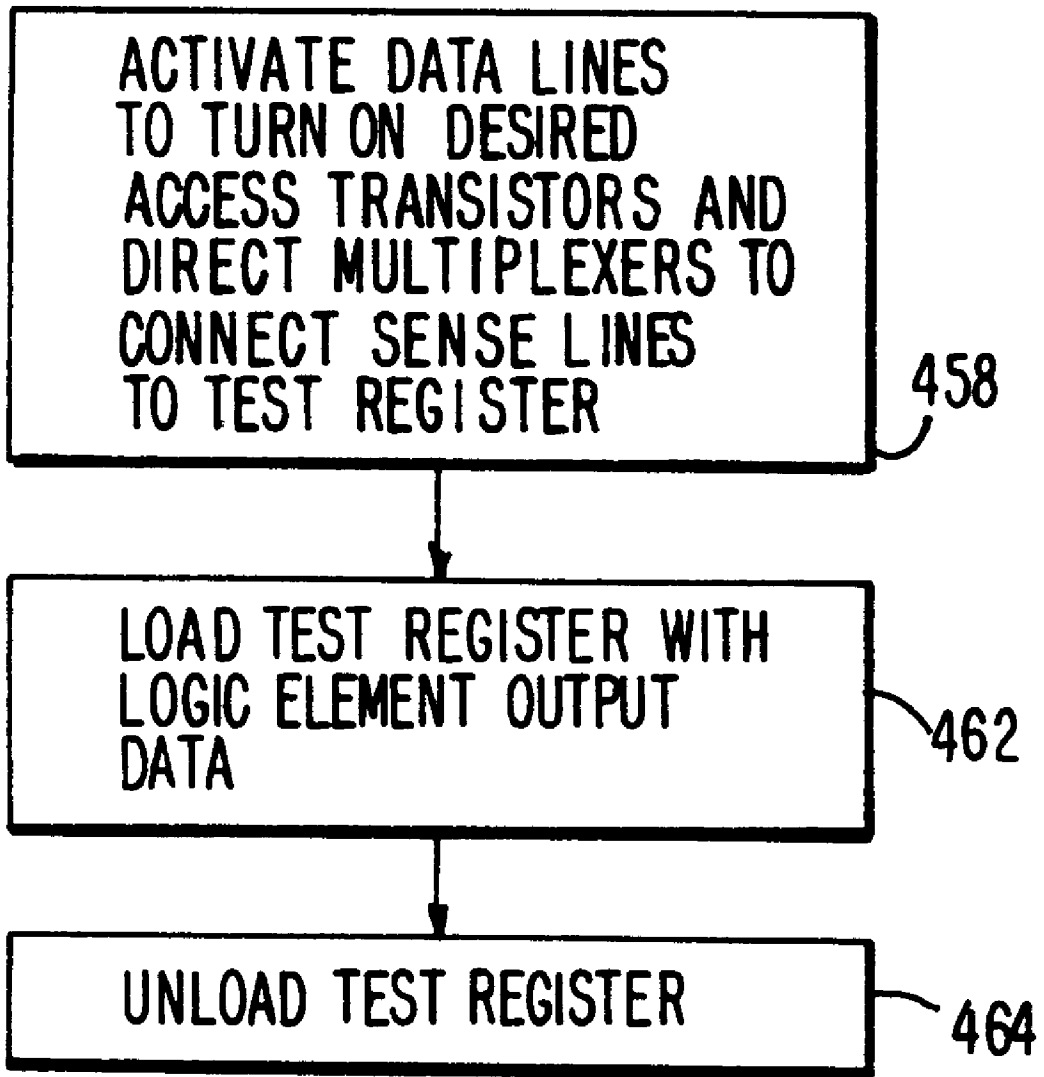 ACTIVATE DATA LINES
TO TURN ON DESIRED
ACCESS TRANSISTORS AND
DIRECT MULTIPLEXERS TO
CONNECT SENSE LINES
TO TEST REGISTER
458
LOAD TEST REGISTER WITH
LOGIC ELEMENT OUTPUT
DATA
462
UNLOAD TEST REGISTER
464